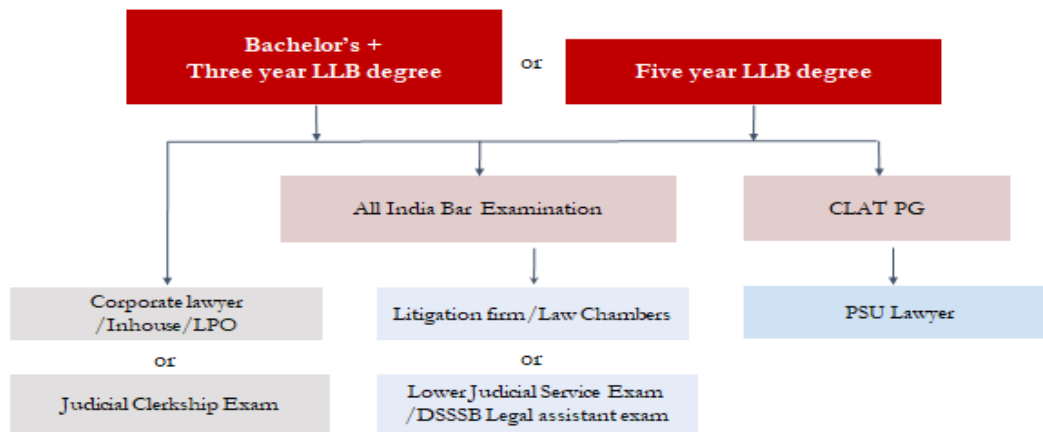 Bachelor's +
Three year LLB degree
or
Five year LLB degree
All India Bar Examination
CLAT PG
Corporate lawyer
/Inhouse/LPO
Litigation firm/Law Chambers
PSU Lawyer
or
or
Judicial Clerkship Exam
Lower Judicial Service Exam
/DSSSB Legal assistant exam